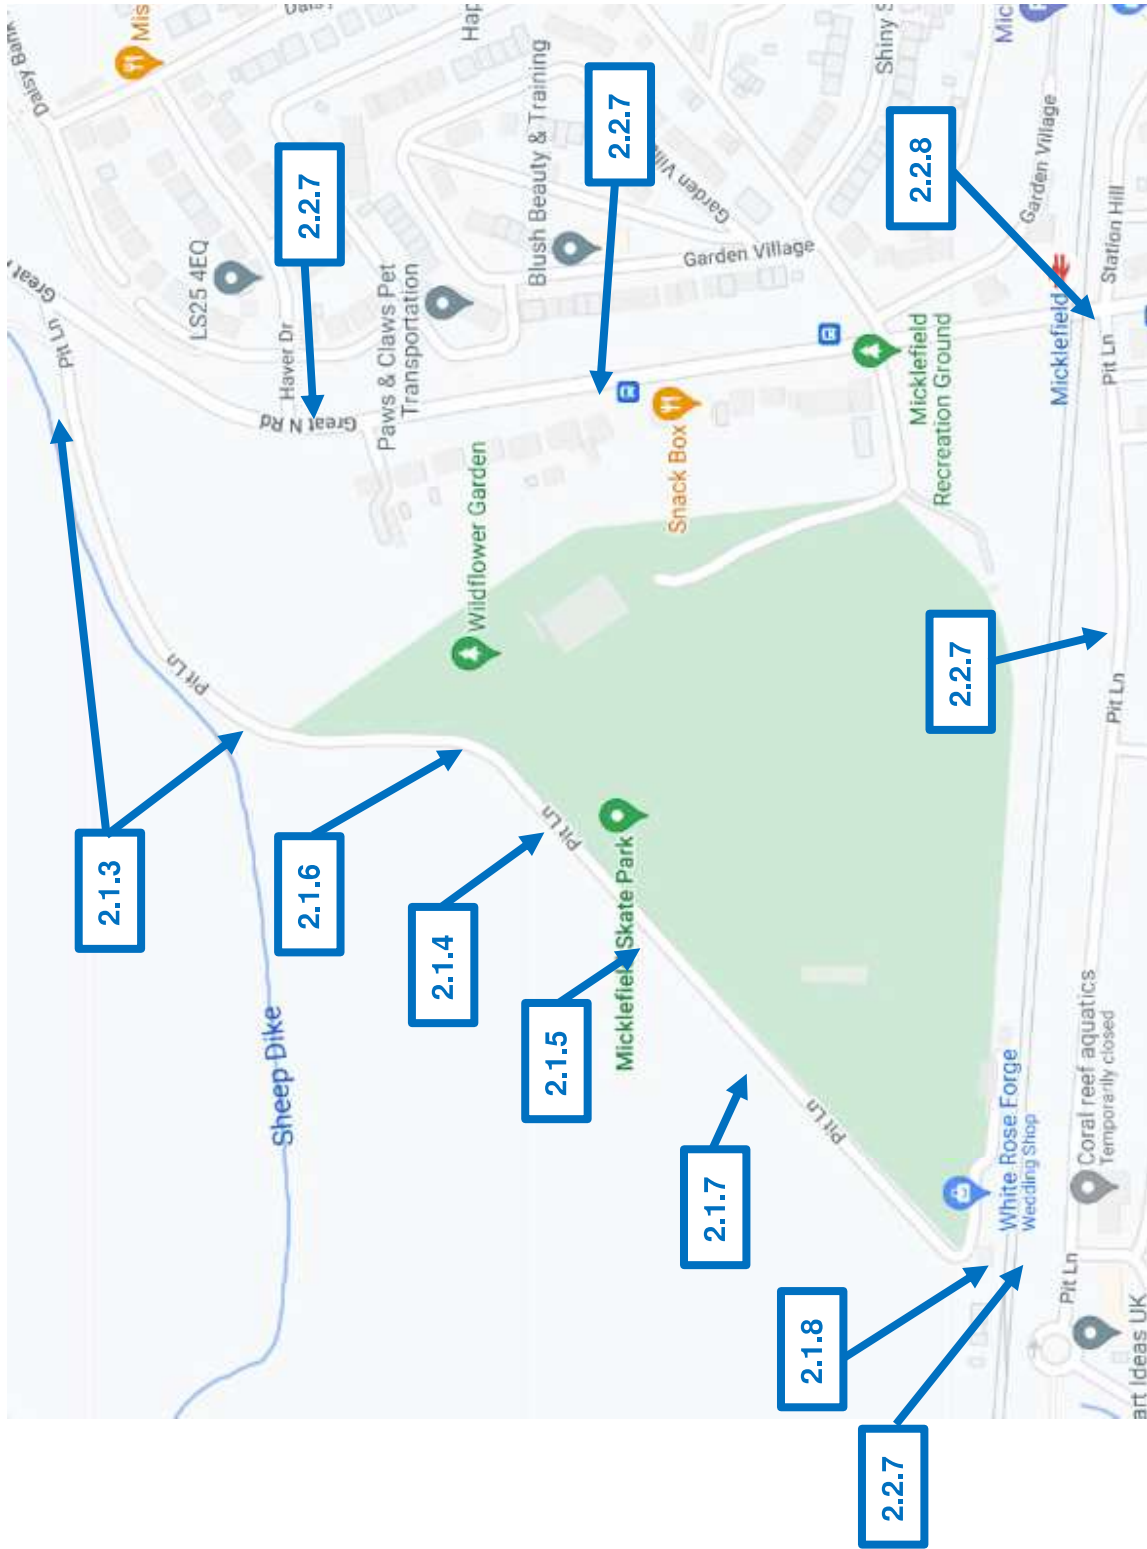 2.1.3
2.1.6
2.1.4
2.1.5
2.1.7
2.1.8
2.2.7
2.2.7
2.2.7
2.2.7
2.2.8
Sheep Dike
Pit Ln
Pit Ln
Pit Ln
Pit Ln
Pit Ln
Pit Ln
Pit Ln
Daisy Bank
Mis
LS25 4EQ
Haver Dr
Great N Rd
Paws & Claws Pet
Transportation
Wildflower Garden
Blush Beauty & Training
Garden Village
Garden Village
Snack Box
Micklefield
Recreation Ground
Micklefield Skate Park
White Rose Forge
Wedding Shop
Coral reef aquatics
Temporarily closed
art Ideas UK
Micklefield
Station Hill
Shiny S
Hap
Mic
Great